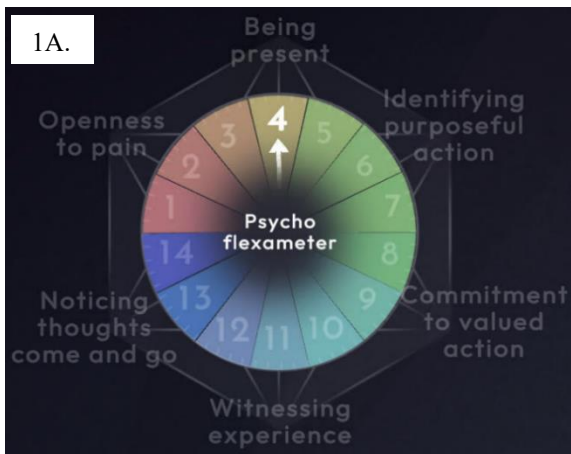 1A.
Being
present
Openness
to pain
Identifying
purposeful
action
4
3
5
2
6
1
7
Psycho
flexameter
14
8
13
9
12
11
10
Noticing
thoughts
come and go
Commitment
to valued
action
Witnessing
experience